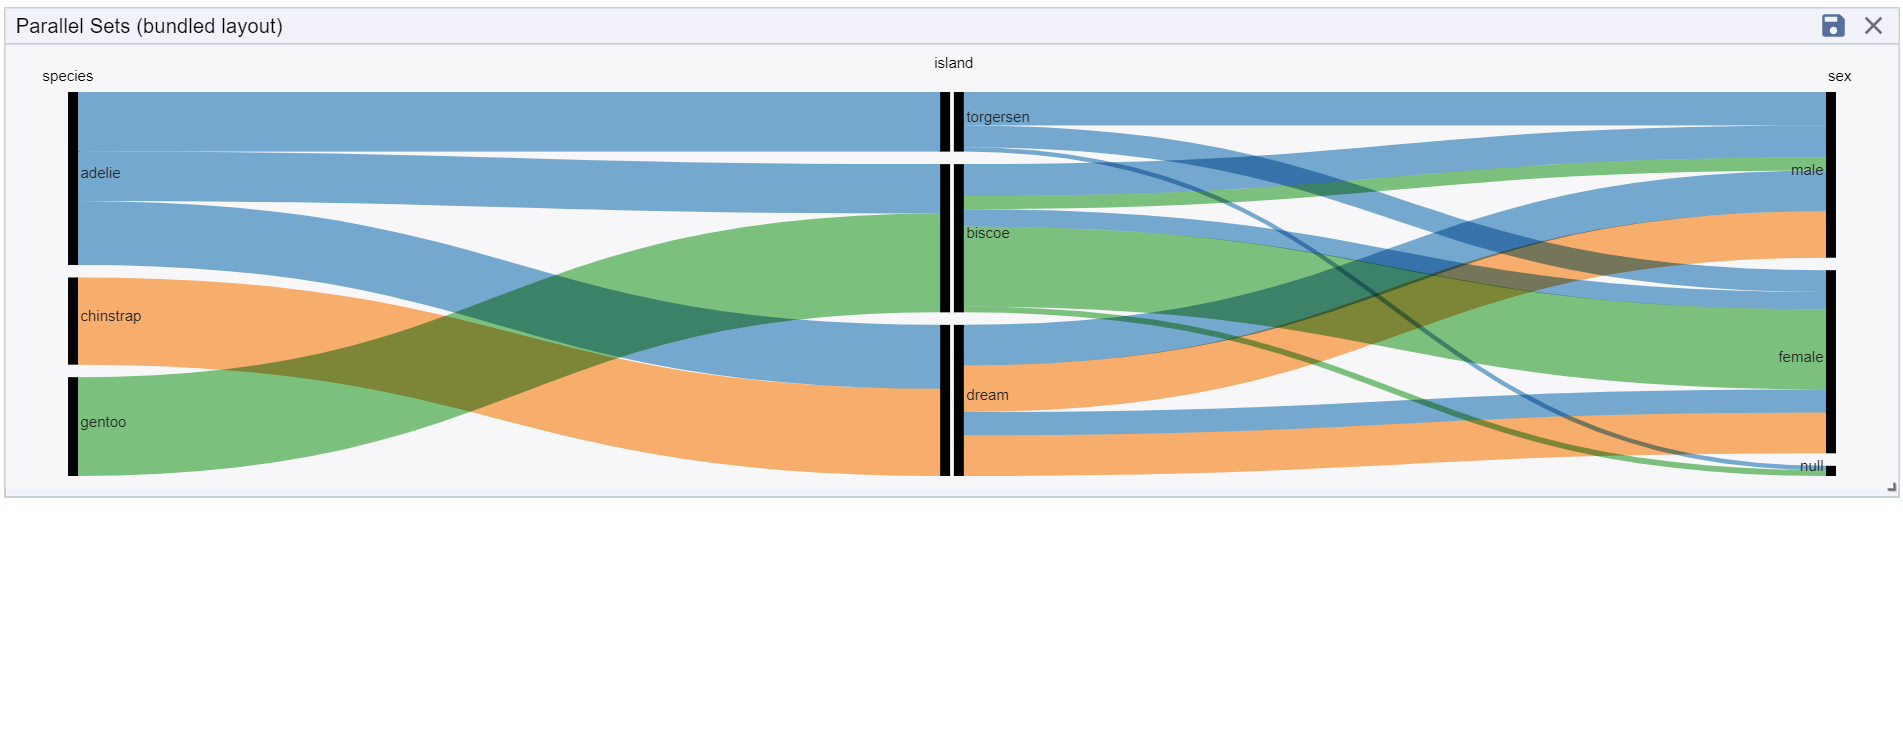 Parallel Sets (bundled layout)
island
species
sex
torgersen
male
adelie
biscoe
chinstrap
female
dream
gentoo
null